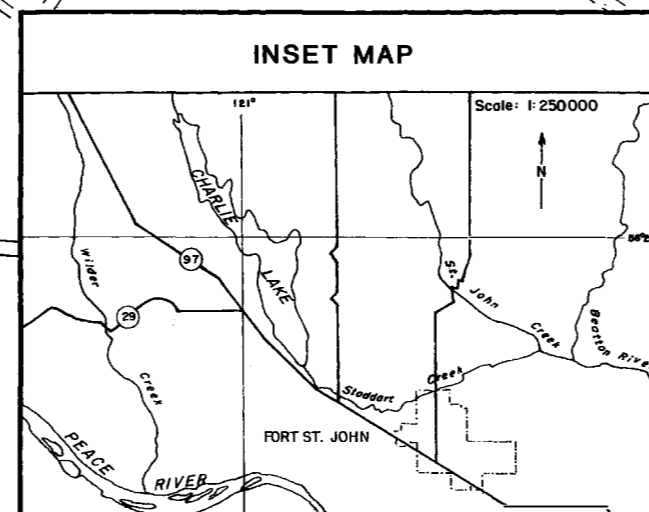 INSET MAP
121°
Scale: 1:250000
N
CHARLIE
LAKE
Wilder
Creek
97
29
St.
John
Creek
Beatton River
Stoddart
Creek
FORT ST. JOHN
PEACE
RIVER